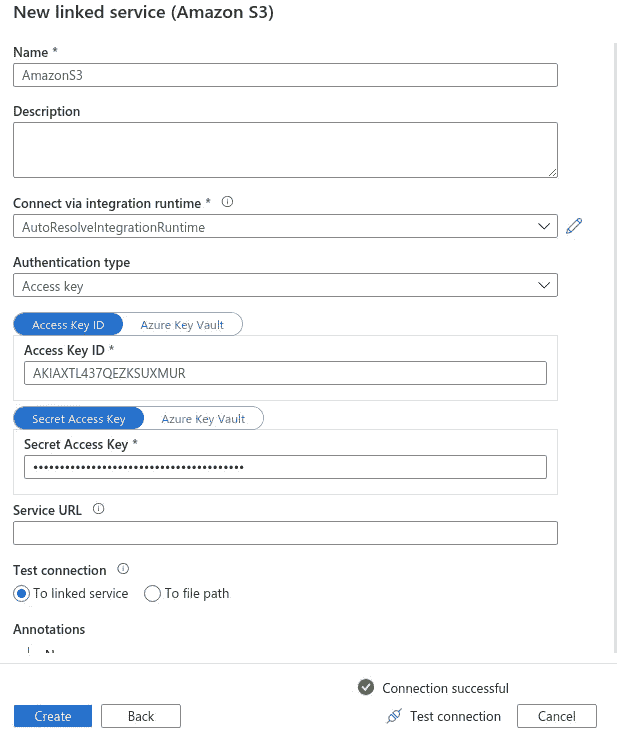 New linked service (Amazon S3)
Name *
AmazonS3
Description
Connect via integration runtime *
AutoResolveIntegrationRuntime
Authentication type
Access key
Access Key ID Azure Key Vault
Access Key ID *
AKIAXTL437QEZKSUXMUR
Secret Access Key Azure Key Vault
Secret Access Key *
••••••••••••••••••••••••••••••••••••••••
Service URL
Test connection
To linked service To file path
Annotations
Connection successful
Create Back Test connection Cancel